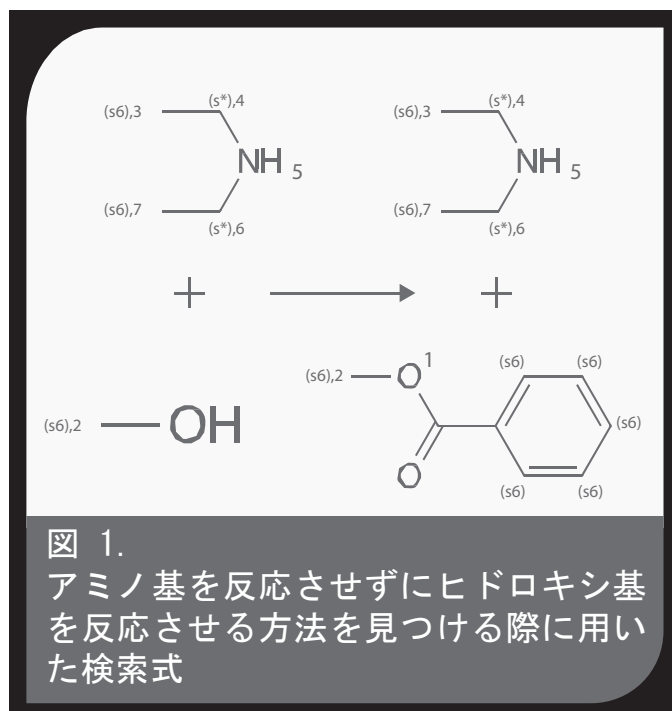 (s6),3 (s*),4 (s6),3 (s*),4
NH 5 NH 5
(s6),7 (s*),6 (s6),7 (s*),6
+ +
(s6),2 OH (s6),2 O 1 (s6) (s6)
(s6)
O (s6) (s6)
図 1.
アミノ基を反応させずにヒドロキシ基
を反応させる方法を見つける際に用い
た検索式